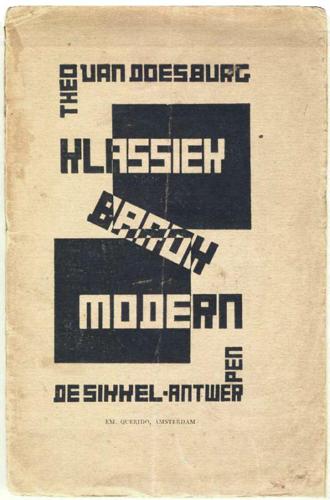 THEO VAN DOESBURG
KLASSIEK
BAROK
MODERN
DE SIKKEL-ANTWERPEN
EM. QUERIDO, AMSTERDAM